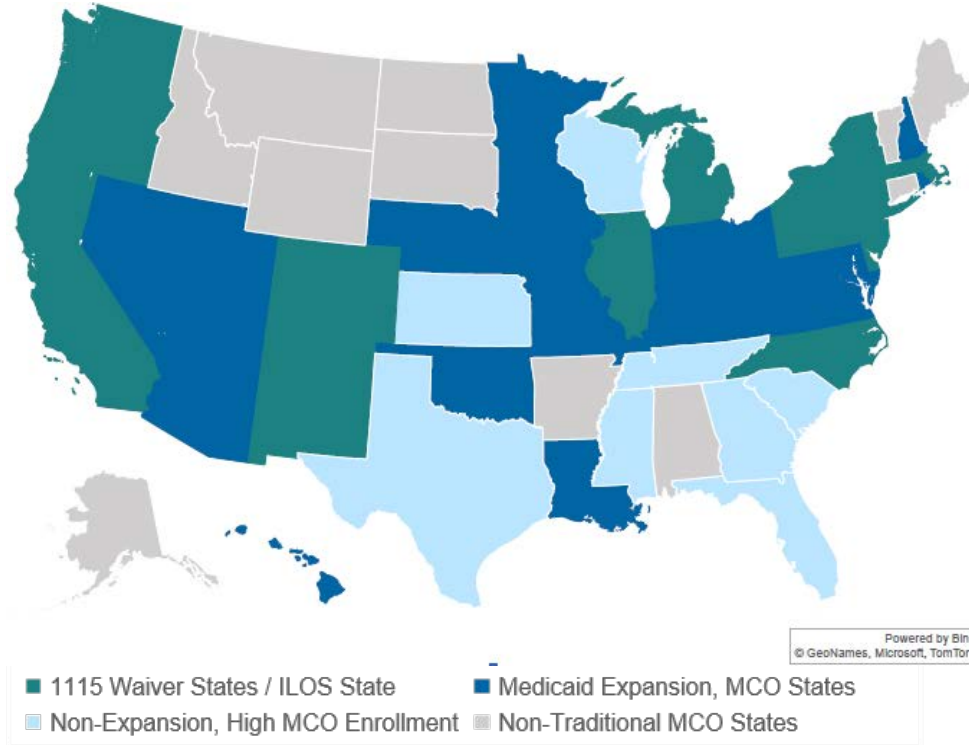 Powered by Bin
© GeoNames, Microsoft, TomTom
1115 Waiver States / ILOS State
Medicaid Expansion, MCO States
Non-Expansion, High MCO Enrollment
Non-Traditional MCO States